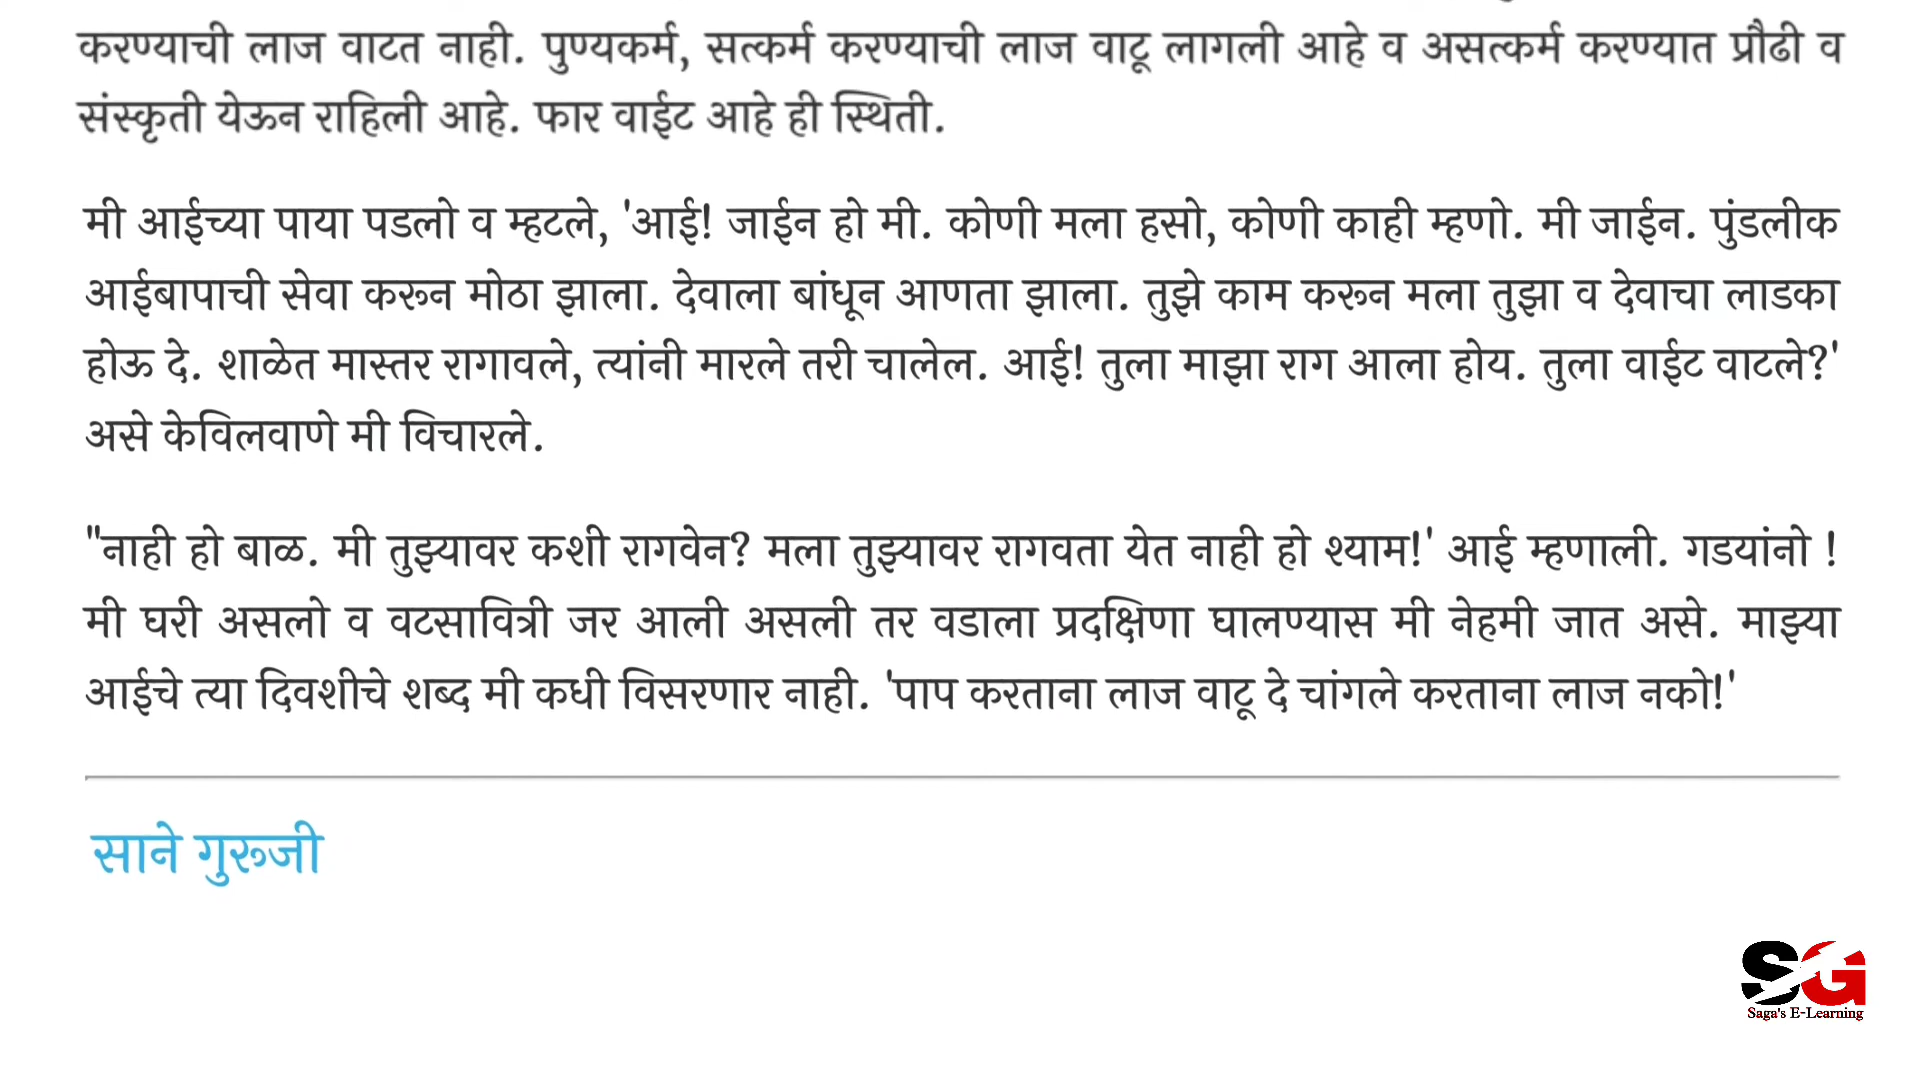 करण्याची लाज वाटत नाही. पुण्यकर्म, सत्कर्म करण्याची लाज वाटू लागली आहे व असत्कर्म करण्यात प्रौढी व
संस्कृती येऊन राहिली आहे. फार वाईट आहे ही स्थिती.
मी आईच्या पाया पडलो व म्हटले, 'आई! जाईन हो मी. कोणी मला हसो, कोणी काही म्हणो. मी जाईन. पुंडलीक
आईबापाची सेवा करून मोठा झाला. देवाला बांधून आणता झाला. तुझे काम करून मला तुझा व देवाचा लाडका
होऊ दे. शाळेत मास्तर रागावले, त्यांनी मारले तरी चालेल. आई! तुला माझा राग आला होय. तुला वाईट वाटले?'
असे केविलवाणे मी विचारले.
"नाही हो बाळ. मी तुझ्यावर कशी रागवेन? मला तुझ्यावर रागवता येत नाही हो श्याम!' आई म्हणाली. गडयांनो !
मी घरी असलो व वटसावित्री जर आली असली तर वडाला प्रदक्षिणा घालण्यास मी नेहमी जात असे. माझ्या
आईचे त्या दिवशीचे शब्द मी कधी विसरणार नाही. 'पाप करताना लाज वाटू दे चांगले करताना लाज नको!'
साने गुरूजी
SG
Saga's E-Learning